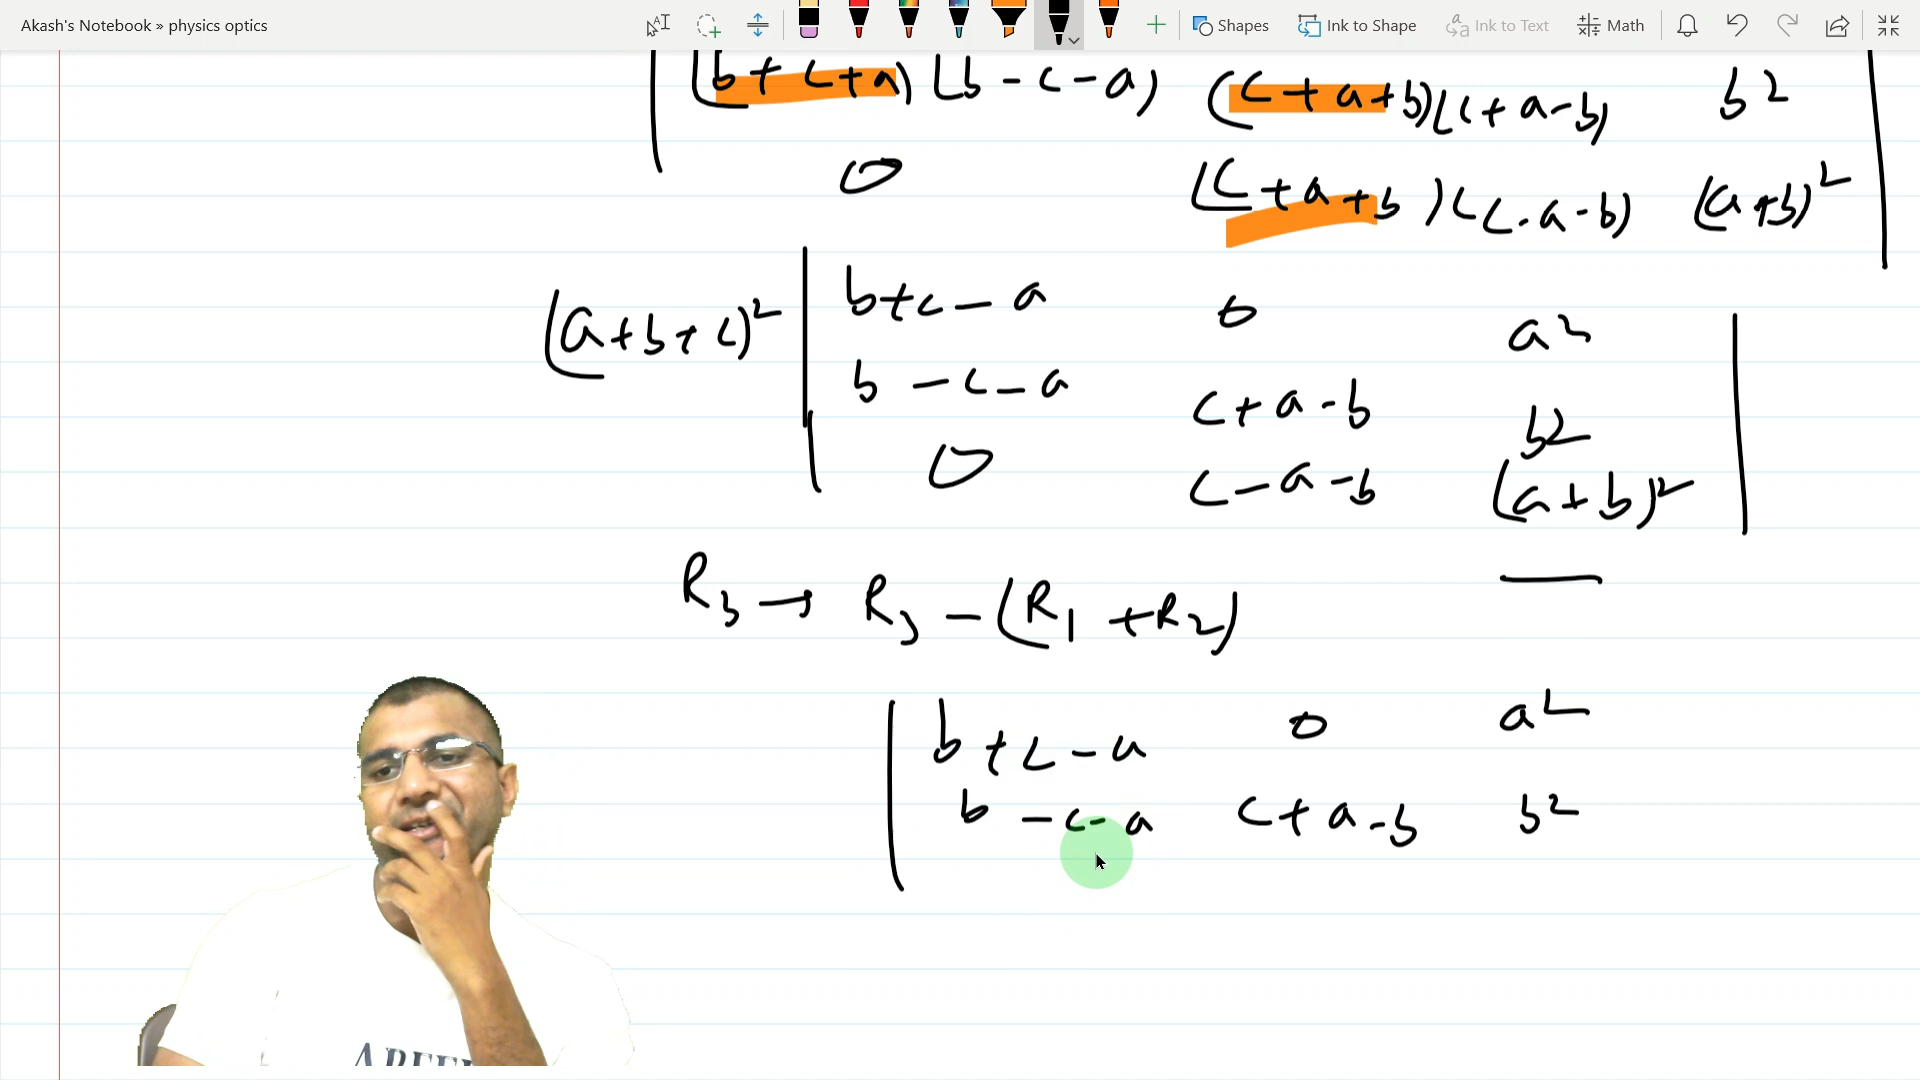 Akash's Notebook » physics optics
Shapes
Ink to Shape
Ink to Text
Math
(b + c+a) (b - c - a) (c + a+b)(c + a-b) b2
0 (c + a+b)(c-a-b) (a+b)2
(a+b+c)2
b+c-a 0 a2
b -c-a c+a-b b2
0 c-a-b (a+b)2
R3 → R3 - (R1 +R2)
b+c-a 0 a2
b -c-a c+a-b b2